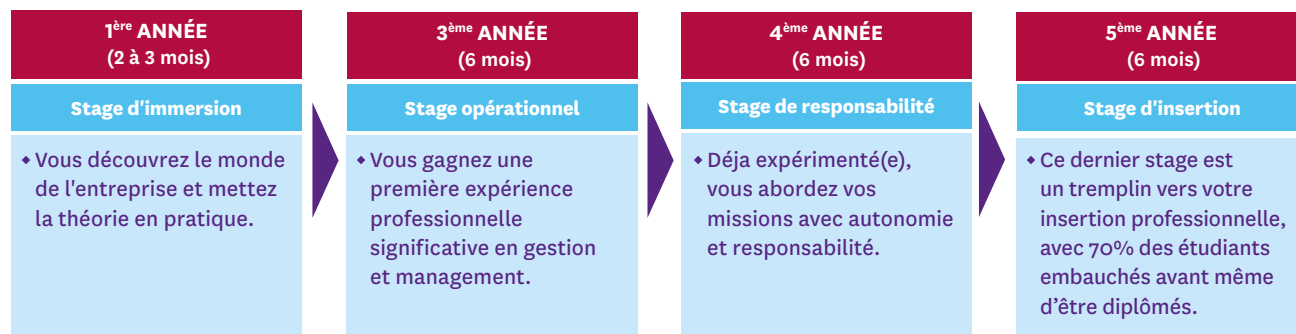 1ère ANNÉE
(2 à 3 mois)
Stage d'immersion
Vous découvrez le monde
de l'entreprise et mettez
la théorie en pratique.
3ème ANNÉE
(6 mois)
Stage opérationnel
Vous gagnez une
première expérience
professionnelle
significative en gestion
et management.
4ème ANNÉE
(6 mois)
Stage de responsabilité
Déja expérimenté(e),
vous abordez vos
missions avec autonomie
et responsabilité.
5ème ANNÉE
(6 mois)
Stage d'insertion
Ce dernier stage est
un tremplin vers votre
insertion professionnelle,
avec 70% des étudiants
embauchés avant même
d’être diplômés.